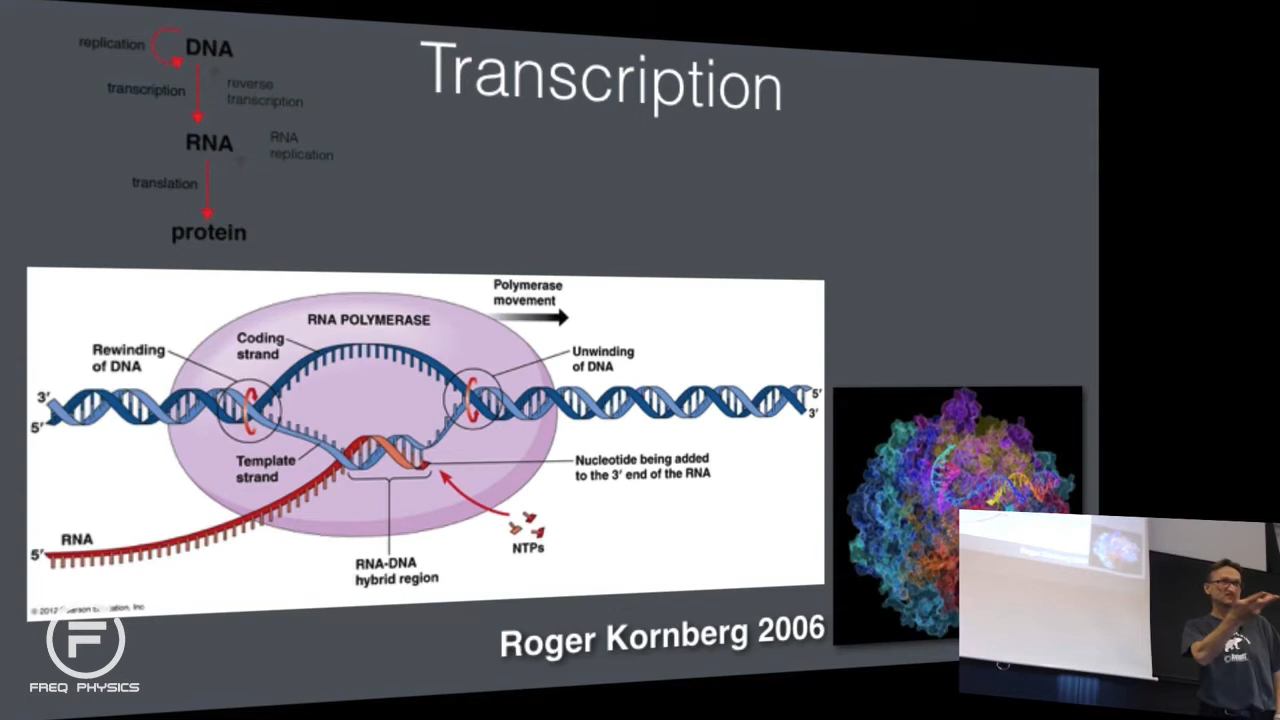 replication
DNA
transcription
reverse
transcription
RNA
RNA
replication
translation
protein
Transcription
Polymerase
movement
RNA POLYMERASE
Coding
strand
Rewinding
of DNA
Unwinding
of DNA
3′
5′
5′
3′
Template
strand
Nucleotide being added
to the 3′ end of the RNA
RNA
5′
NTPs
RNA-DNA
hybrid region
© 2012 Pearson Education, Inc
Roger Kornberg 2006
F
FREQ PHYSICS